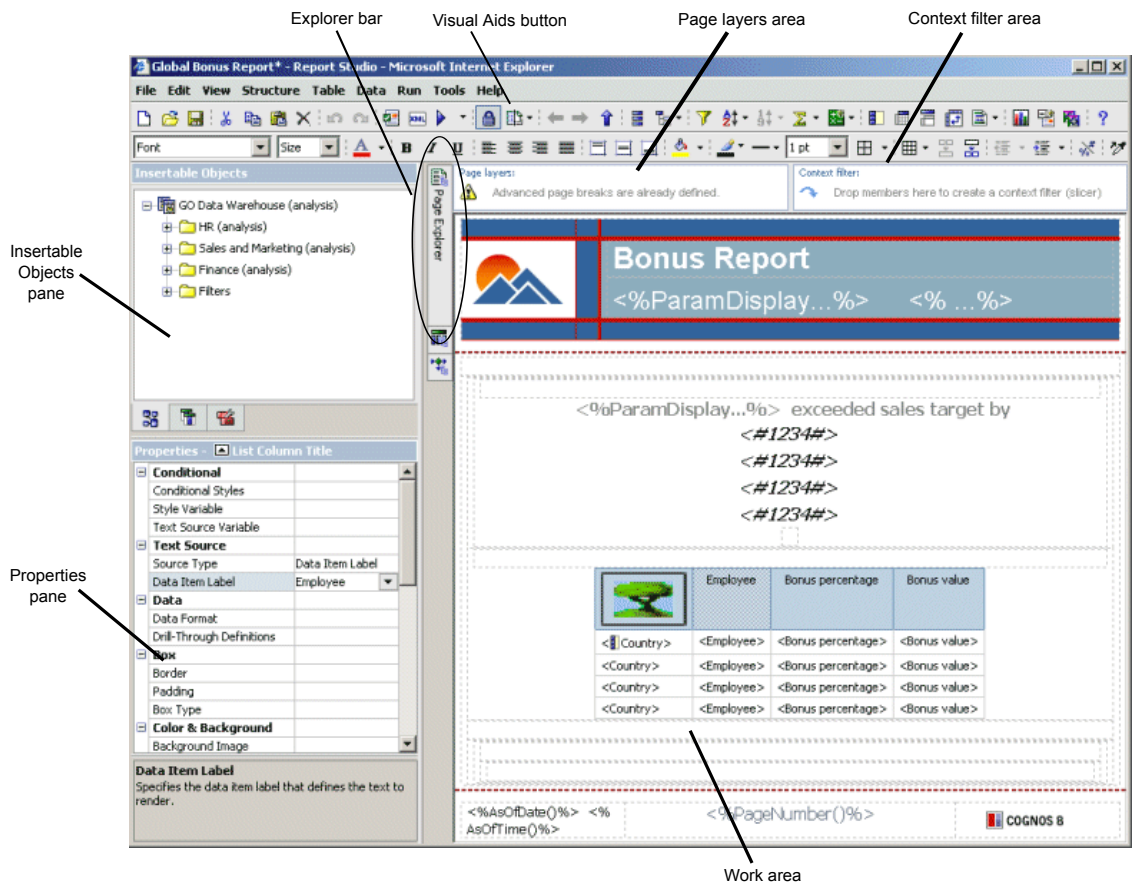 Explorer bar
Visual Aids button
Page layers area
Context filter area
Global Bonus Report* - Report Studio - Microsoft Internet Explorer
File Edit View Structure Table Data Run Tools Help
Font Size B I U 1 pt
Insertable Objects
GO Data Warehouse (analysis)
HR (analysis)
Sales and Marketing (analysis)
Finance (analysis)
Filters
Insertable
Objects
pane
Page Explorer
Page layers:
Advanced page breaks are already defined.
Context filter:
Drop members here to create a context filter (slicer)
Bonus Report
<%ParamDisplay...%> <% ...%>
<%ParamDisplay...%> exceeded sales target by
<#1234#>
<#1234#>
<#1234#>
<#1234#>
Properties - List Column Title
Conditional
Conditional Styles
Style Variable
Text Source Variable
Text Source
Source Type Data Item Label
Data Item Label Employee
Data
Data Format
Drill-Through Definitions
Box
Border
Padding
Box Type
Color & Background
Background Image
Properties
pane
Data Item Label
Specifies the data item label that defines the text to
render.
Employee Bonus percentage Bonus value
<Country> <Employee> <Bonus percentage> <Bonus value>
<Country> <Employee> <Bonus percentage> <Bonus value>
<Country> <Employee> <Bonus percentage> <Bonus value>
<Country> <Employee> <Bonus percentage> <Bonus value>
<%AsOfDate()%> <%
AsOfTime()%>
<%PageNumber()%>
COGNOS 8
Work area